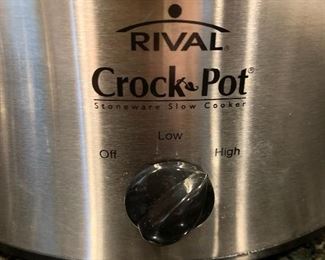 RIVAL®
Crock-Pot®
Stoneware Slow Cooker
Low
Off High